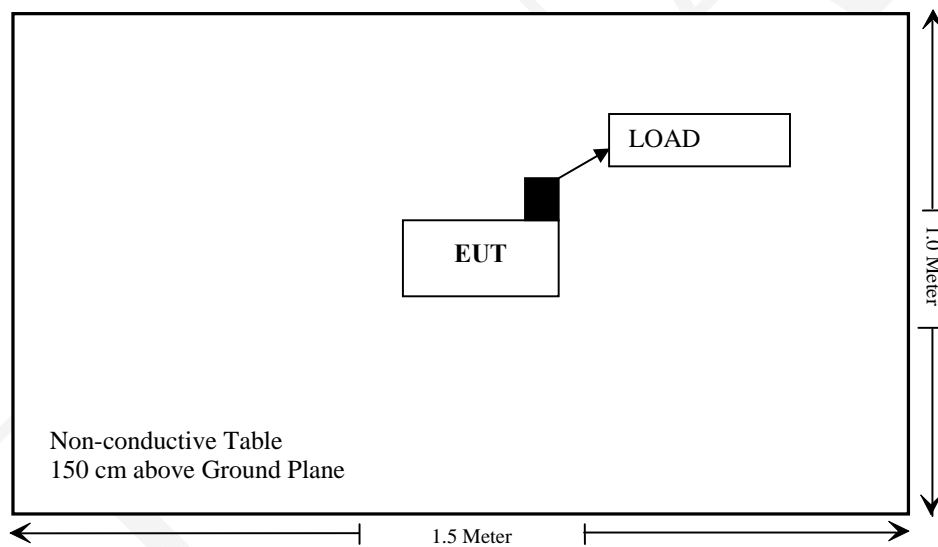 LOAD
EUT
1.0 Meter
Non-conductive Table
150 cm above Ground Plane
1.5 Meter